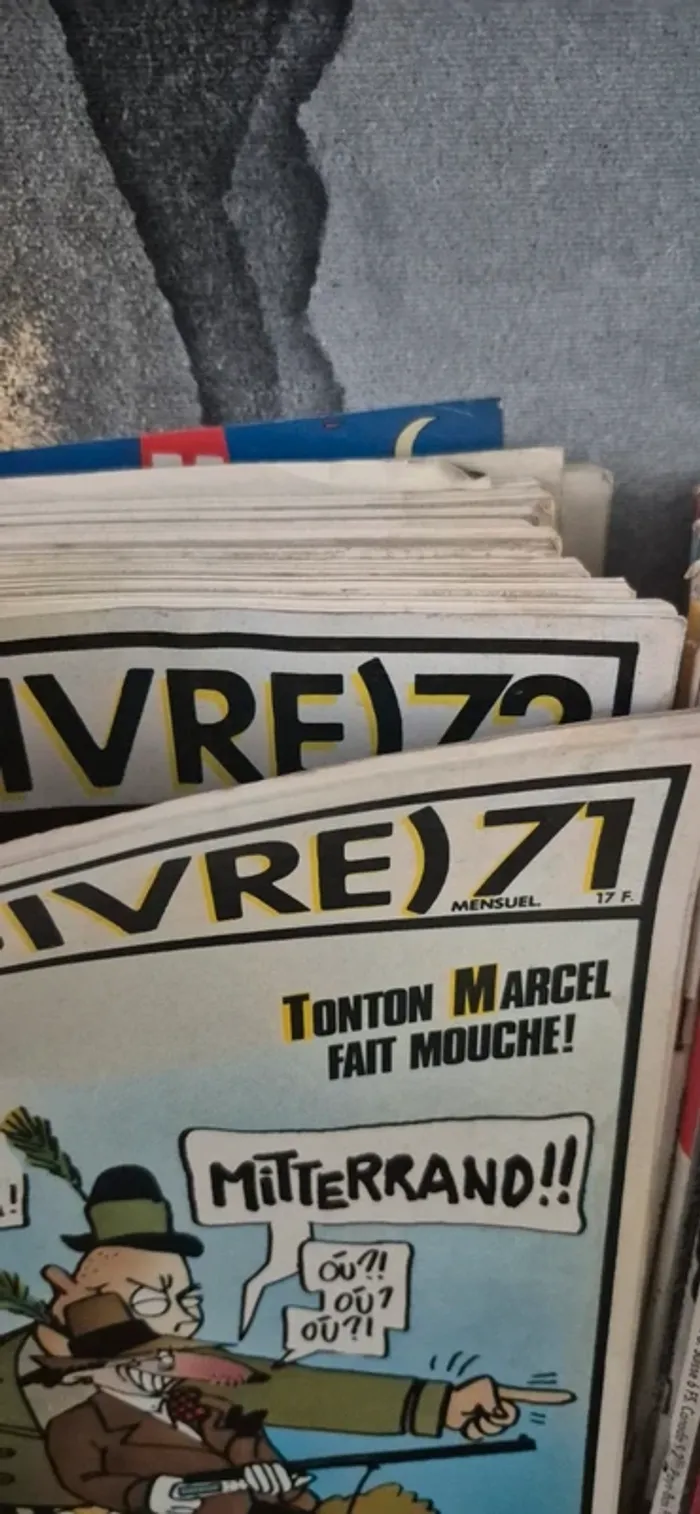 IVRE) 72
IVRE) 71
MENSUEL. 17 F.
TONTON MARCEL
FAIT MOUCHE!
MITTERRAND!!
!
OÙ?!
OÙ?
OÙ?!